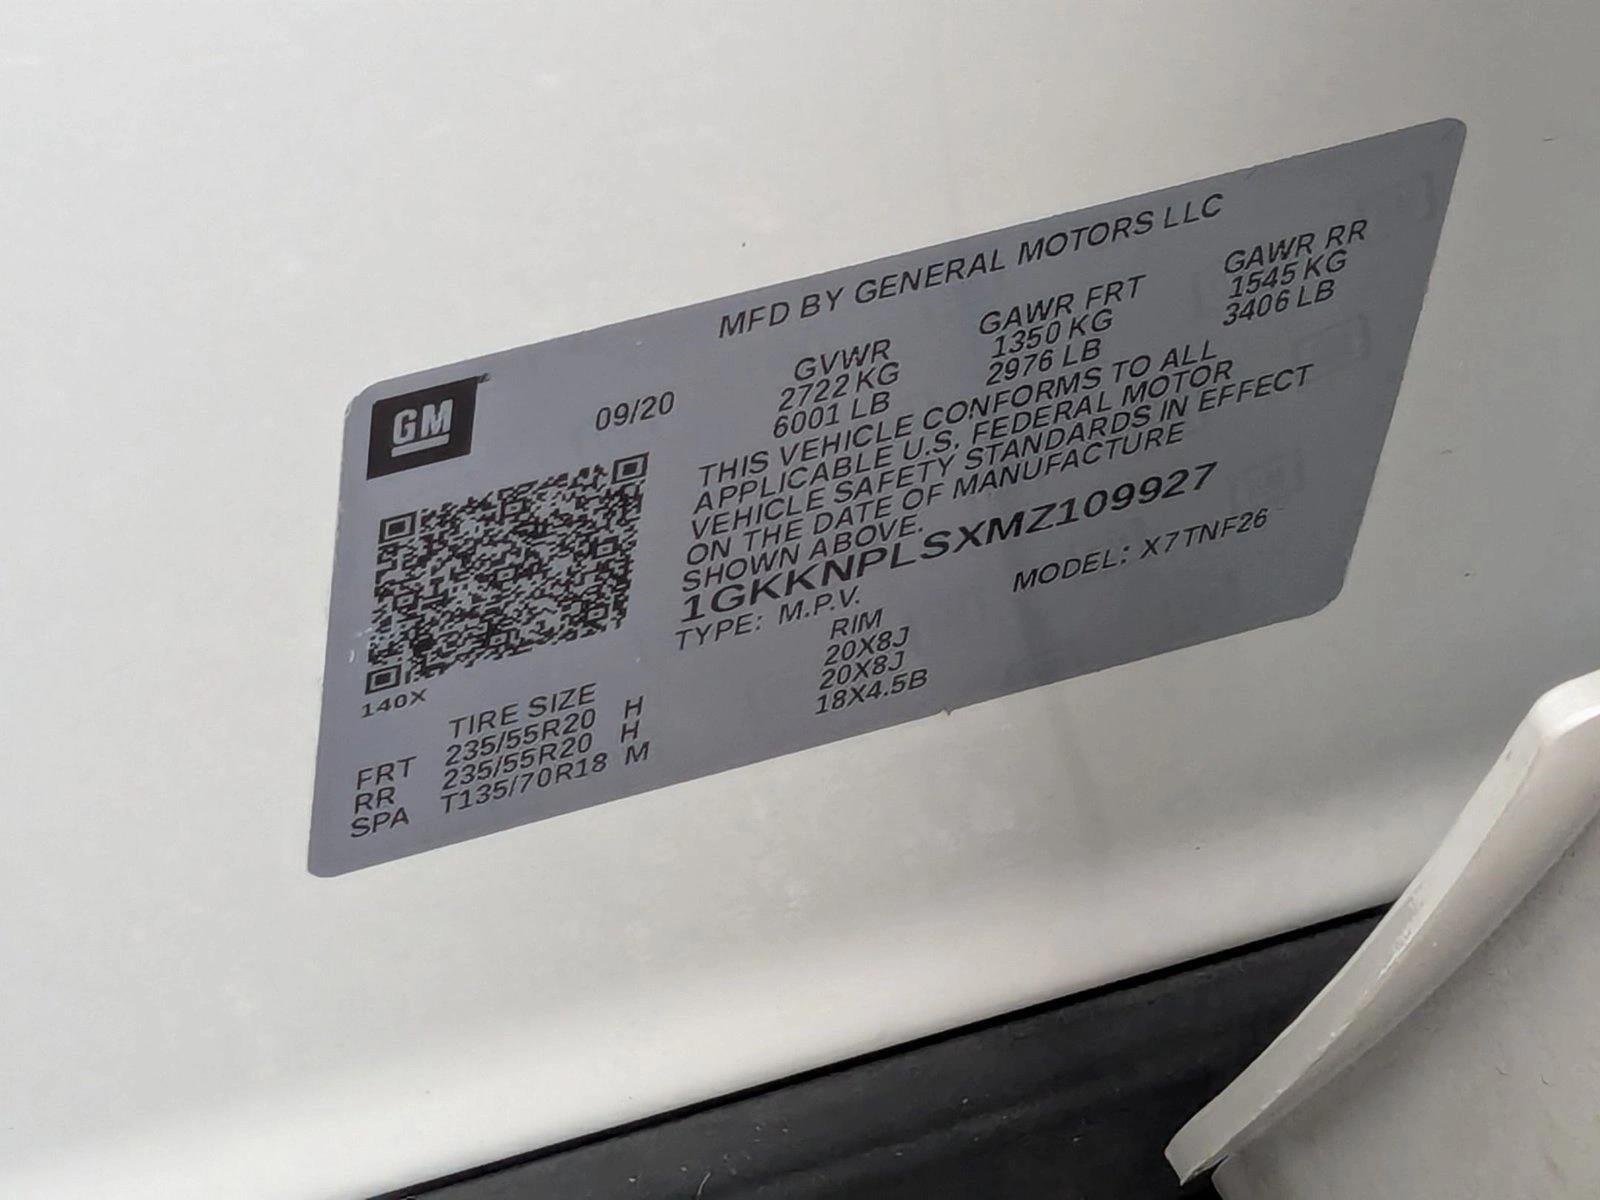 MFD BY GENERAL MOTORS LLC
GM
09/20
GVWR GAWR FRT GAWR RR
2722 KG 1350 KG 1545 KG
6001 LB 2976 LB 3406 LB
THIS VEHICLE CONFORMS TO ALL
APPLICABLE U.S. FEDERAL MOTOR
VEHICLE SAFETY STANDARDS IN EFFECT
ON THE DATE OF MANUFACTURE
SHOWN ABOVE.
1GKKNPLSXMZ109927
TYPE: M.P.V. MODEL: X7TNF26
140X
TIRE SIZE RIM
FRT 235/55R20 H 20X8J
RR 235/55R20 H 20X8J
SPA T135/70R18 M 18X4.5B